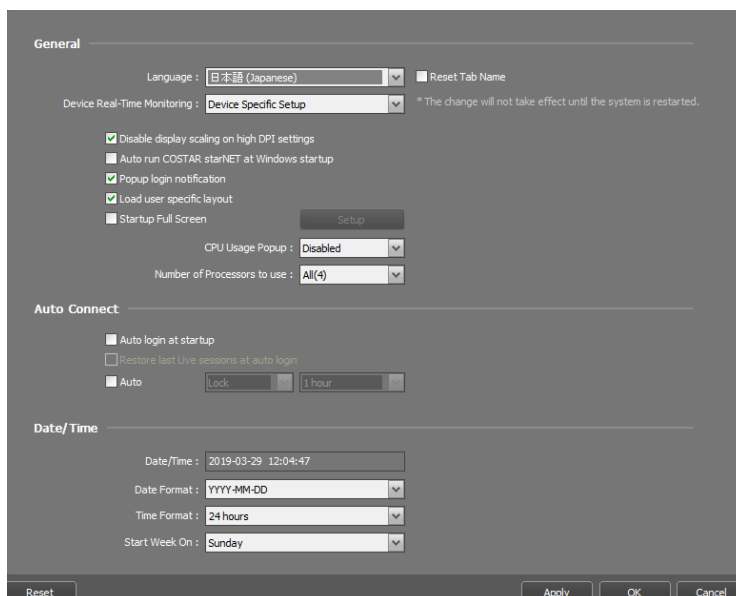 General
Language : 日本語 (Japanese) Reset Tab Name
Device Real-Time Monitoring : Device Specific Setup * The change will not take effect until the system is restarted.
Disable display scaling on high DPI settings
Auto run COSTAR starNET at Windows startup
Popup login notification
Load user specific layout
Startup Full Screen Setup
CPU Usage Popup : Disabled
Number of Processors to use : All(4)
Auto Connect
Auto login at startup
Restore last Live sessions at auto login
Auto Lock 1 hour
Date/Time
Date/Time : 2019-03-29 12:04:47
Date Format : YYYY-MM-DD
Time Format : 24 hours
Start Week On : Sunday
Reset Apply OK Cancel